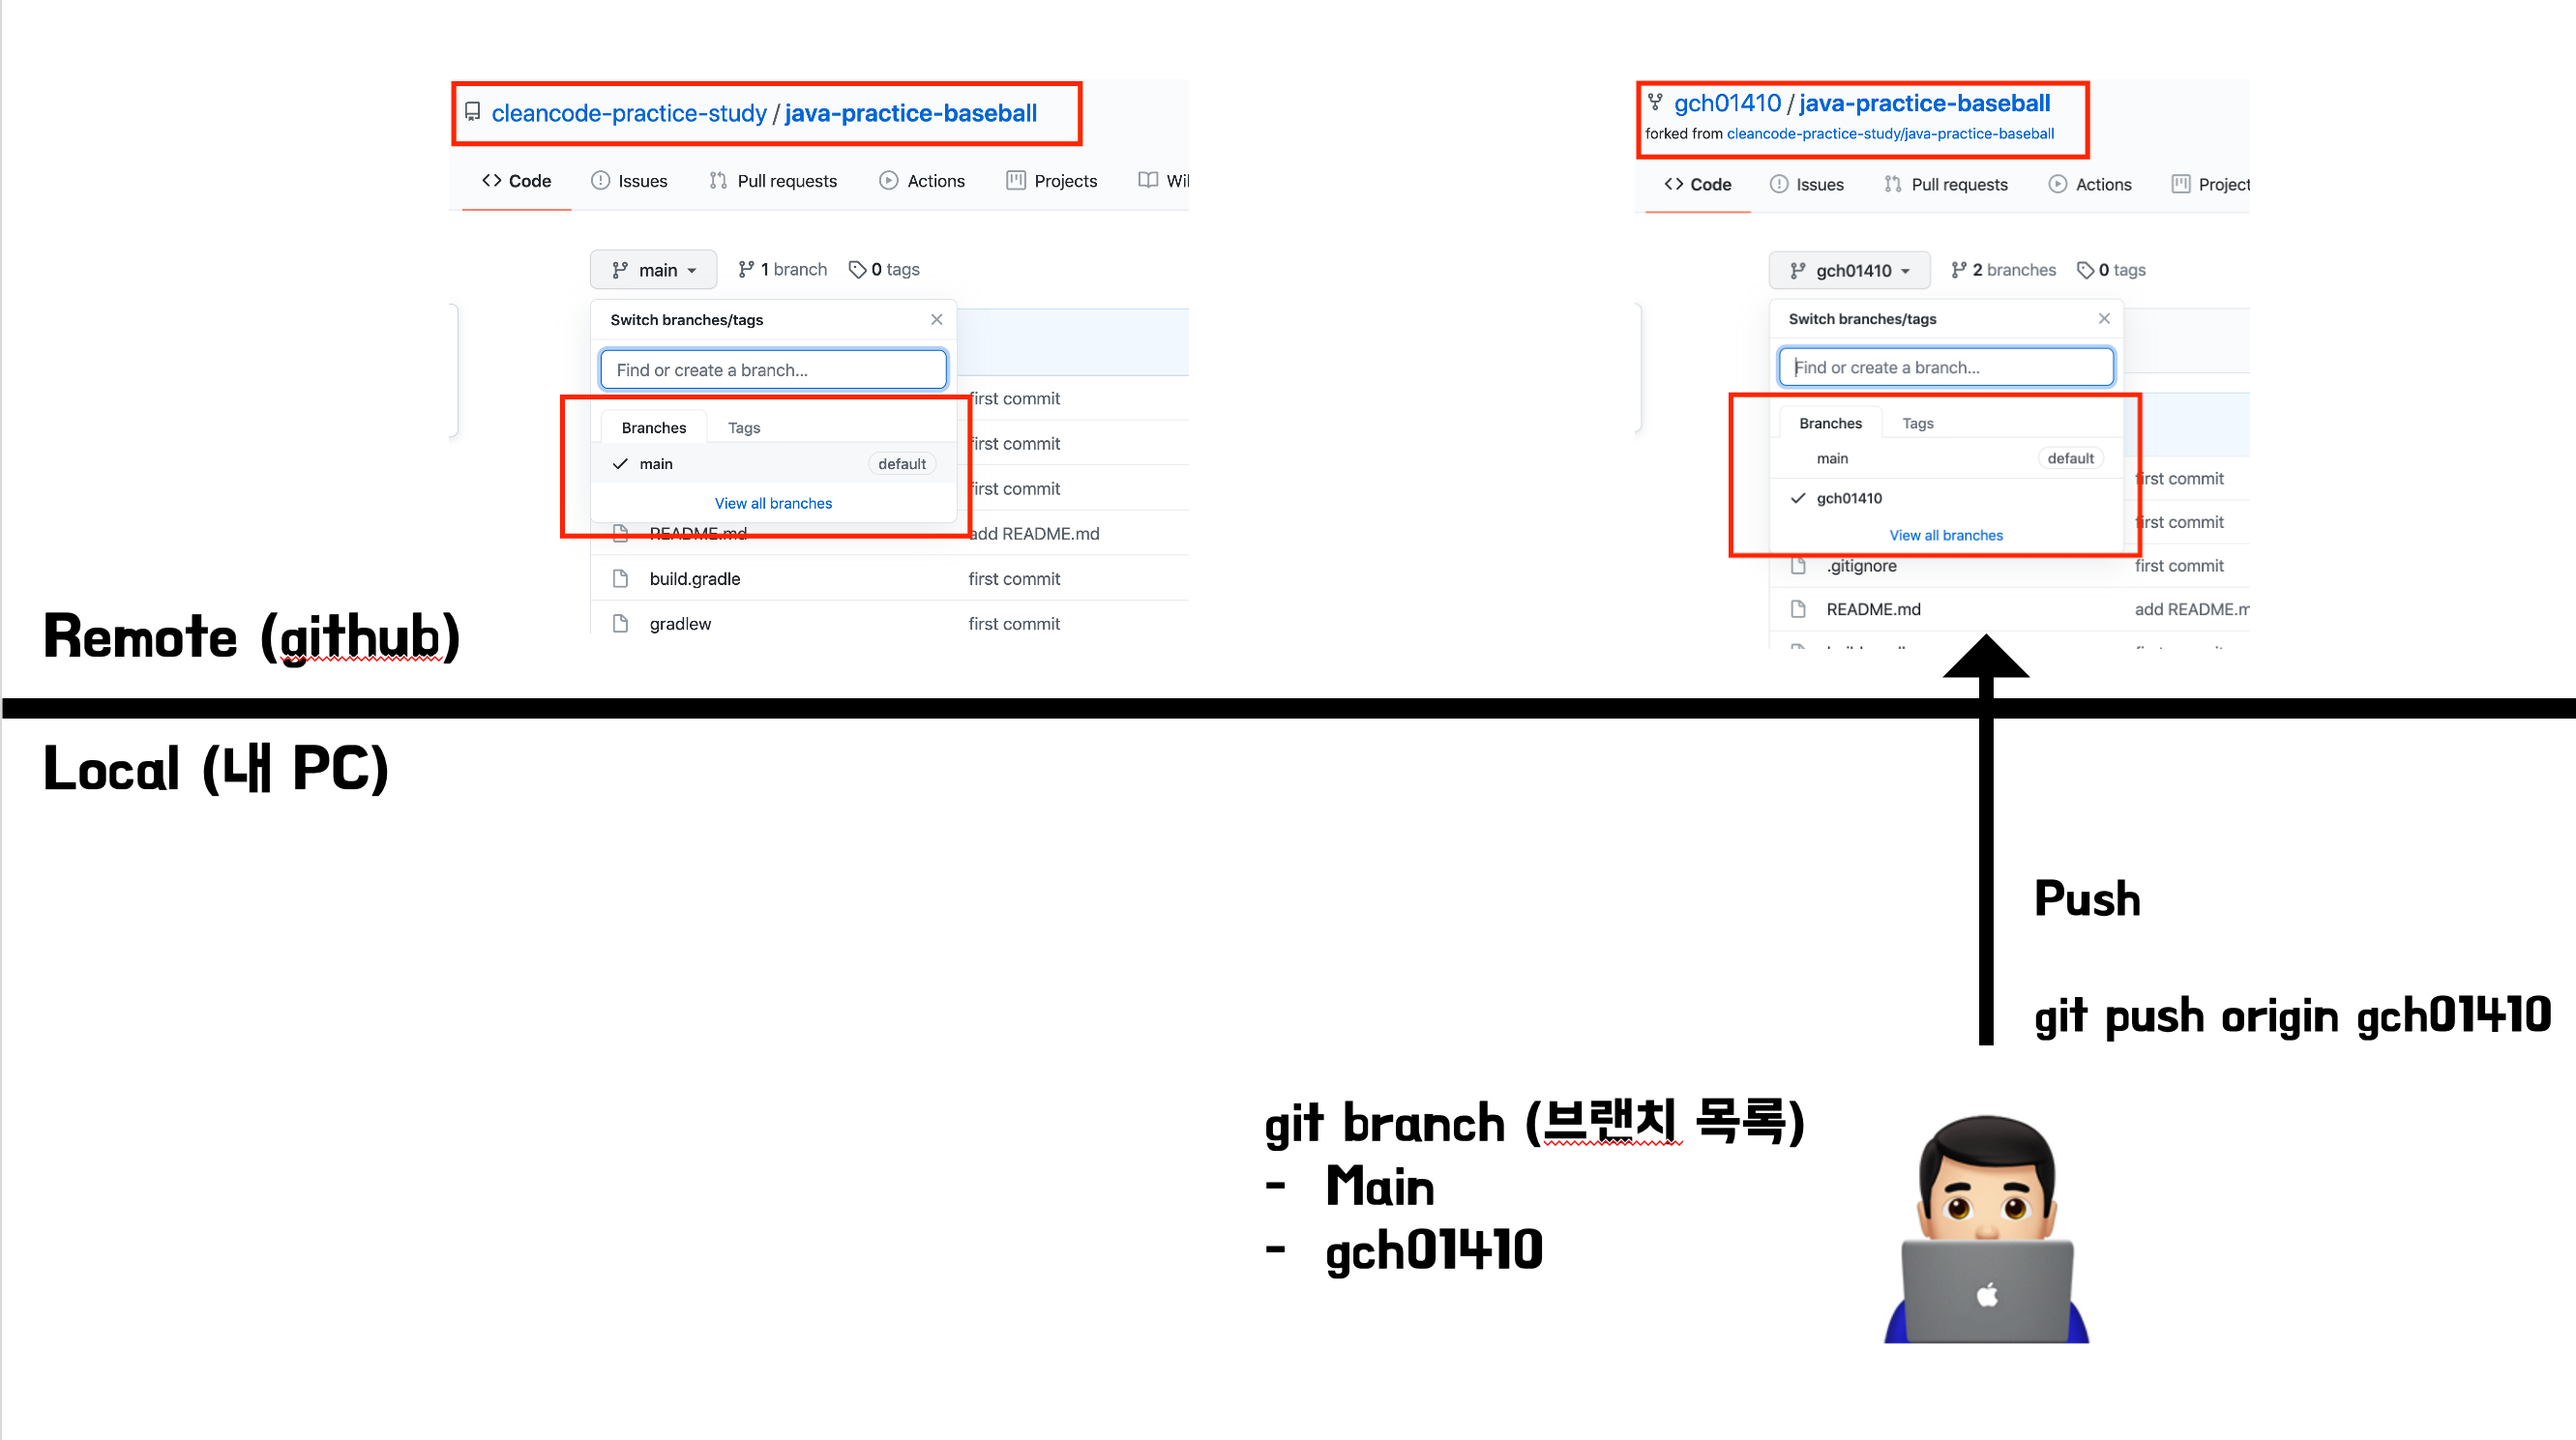 cleancode-practice-study / java-practice-baseball
Code Issues Pull requests Actions Projects
main 1 branch 0 tags
Switch branches/tags
Find or create a branch...
first commit
Branches Tags
first commit
main default
first commit
View all branches
README.md add README.md
build.gradle first commit
gradlew first commit
gch01410 / java-practice-baseball
forked from cleancode-practice-study/java-practice-baseball
Code Issues Pull requests Actions Project
gch01410 2 branches 0 tags
Switch branches/tags
Find or create a branch...
Branches Tags
main default
first commit
gch01410
first commit
View all branches
.gitignore first commit
README.md add README.m
Remote (github)
Local (내 PC)
Push
git push origin gch01410
git branch (브랜치 목록)
- Main
- gch01410